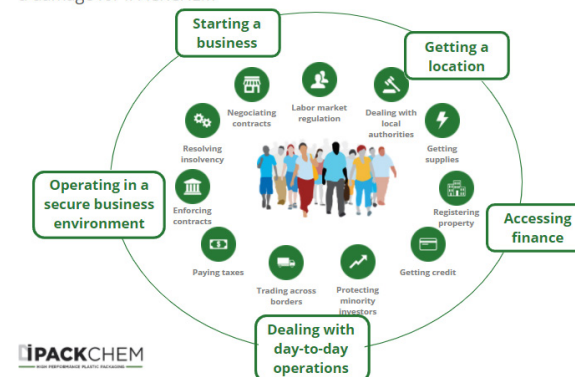 Starting a
business
Getting a
location
Negociating
contracts
Labor market
regulation
Dealing with
local
authorities
Resolving
insolvency
Getting
supplies
Operating in a
secure business
environment
Enforcing
contracts
Registering
property
Accessing
finance
Paying taxes
Trading across
borders
Protecting
minority
investors
Getting credit
Dealing with
day-to-day
operations
iPACKCHEM
HIGH PERFORMANCE PLASTIC PACKAGING